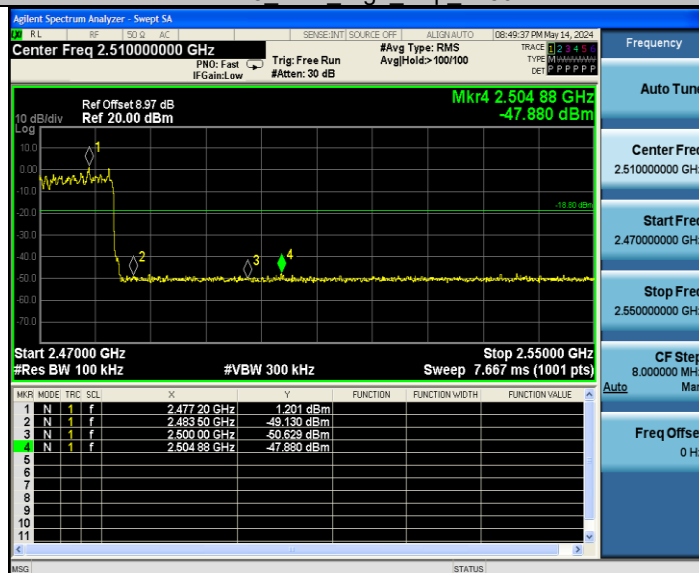 Agilent Spectrum Analyzer - Swept SA
RL RF 50 Ω AC SENSE:INT SOURCE OFF ALIGN AUTO 08:49:37 PM May 14, 2024
Center Freq 2.510000000 GHz
PNO: Fast
IFGain:Low
Trig: Free Run
#Atten: 30 dB
#Avg Type: RMS
Avg|Hold:>100/100
TRACE 1 2 3 4 5 6
TYPE M
DET P P P P P P
Frequency
Auto Tune
Center Freq
2.510000000 GHz
Start Freq
2.470000000 GHz
Stop Freq
2.550000000 GHz
CF Step
8.000000 MHz
Auto Man
Freq Offset
0 Hz
Ref Offset 8.97 dB
10 dB/div Ref 20.00 dBm
Log
Mkr4 2.504 88 GHz
-47.880 dBm
10.0
0.00
-10.0
-20.0
-30.0
-40.0
-50.0
-60.0
-70.0
-18.80 dBm
1
2
3
4
Start 2.47000 GHz Stop 2.55000 GHz
#Res BW 100 kHz #VBW 300 kHz Sweep 7.667 ms (1001 pts)
MKR MODE TRC SCL X Y FUNCTION FUNCTION WIDTH FUNCTION VALUE
1 N 1 f 2.477 20 GHz 1.201 dBm
2 N 1 f 2.483 50 GHz -49.130 dBm
3 N 1 f 2.500 00 GHz -50.629 dBm
4 N 1 f 2.504 88 GHz -47.880 dBm
5
6
7
8
9
10
11
MSG STATUS